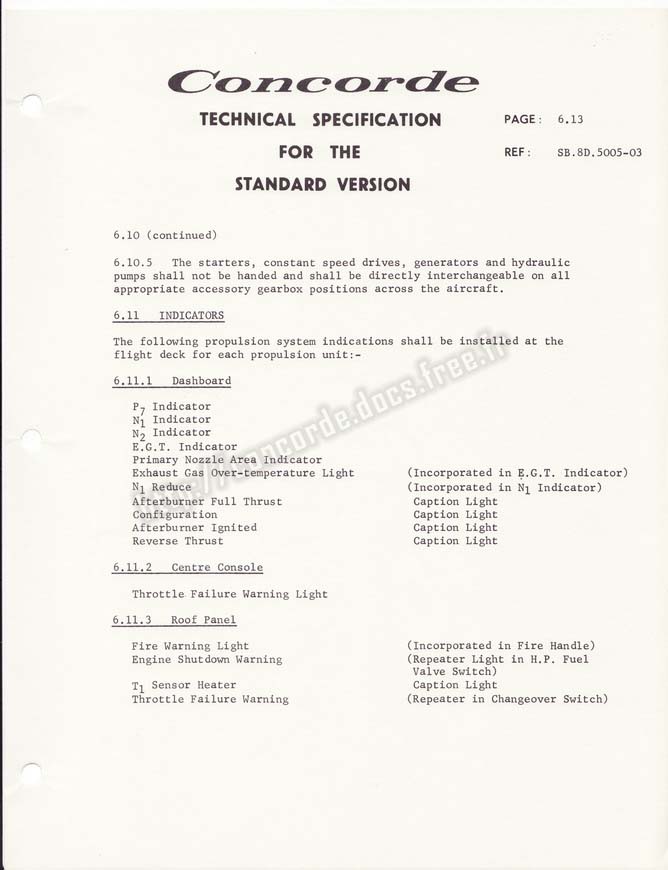 Concorde
TECHNICAL SPECIFICATION
FOR THE
STANDARD VERSION
PAGE: 6.13
REF: SB.8D.5005-03
6.10 (continued)
6.10.5 The starters, constant speed drives, generators and hydraulic
pumps shall not be handed and shall be directly interchangeable on all
appropriate accessory gearbox positions across the aircraft.
6.11 INDICATORS
The following propulsion system indications shall be installed at the
flight deck for each propulsion unit:-
6.11.1 Dashboard
P7 Indicator
N1 Indicator
N2 Indicator
E.G.T. Indicator
Primary Nozzle Area Indicator
Exhaust Gas Over-temperature Light (Incorporated in E.G.T. Indicator)
N1 Reduce (Incorporated in N1 Indicator)
Afterburner Full Thrust Caption Light
Configuration Caption Light
Afterburner Ignited Caption Light
Reverse Thrust Caption Light
6.11.2 Centre Console
Throttle Failure Warning Light
6.11.3 Roof Panel
Fire Warning Light (Incorporated in Fire Handle)
Engine Shutdown Warning (Repeater Light in H.P. Fuel
Valve Switch)
T1 Sensor Heater Caption Light
Throttle Failure Warning (Repeater in Changeover Switch)
http://concorde.docs.free.fr